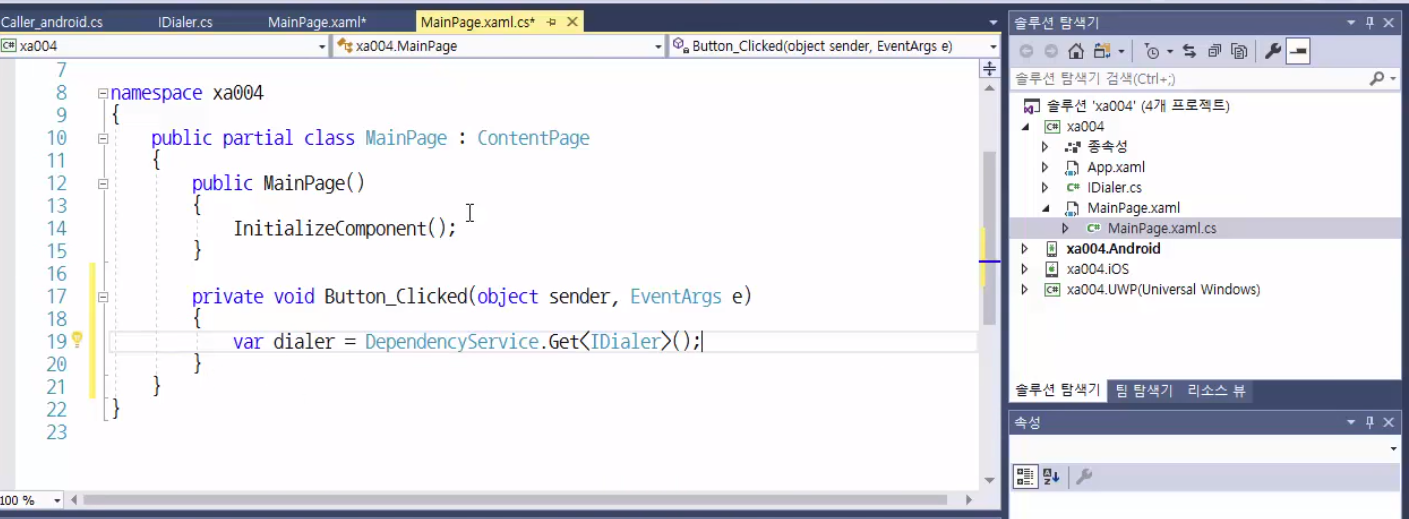 Caller_android.cs IDialer.cs MainPage.xaml* MainPage.xaml.cs*
C# xa004 xa004.MainPage Button_Clicked(object sender, EventArgs e)
7
8 namespace xa004
9 {
10 public partial class MainPage : ContentPage
11 {
12 public MainPage()
13 {
14 InitializeComponent();
15 }
16
17 private void Button_Clicked(object sender, EventArgs e)
18 {
19 var dialer = DependencyService.Get<IDialer>();
20 }
21 }
22 }
23
100 %
솔루션 탐색기
솔루션 탐색기 검색(Ctrl+;)
솔루션 'xa004' (4개 프로젝트)
C# xa004
종속성
App.xaml
C# IDialer.cs
MainPage.xaml
C# MainPage.xaml.cs
xa004.Android
xa004.iOS
C# xa004.UWP(Universal Windows)
솔루션 탐색기 팀 탐색기 리소스 뷰
속성